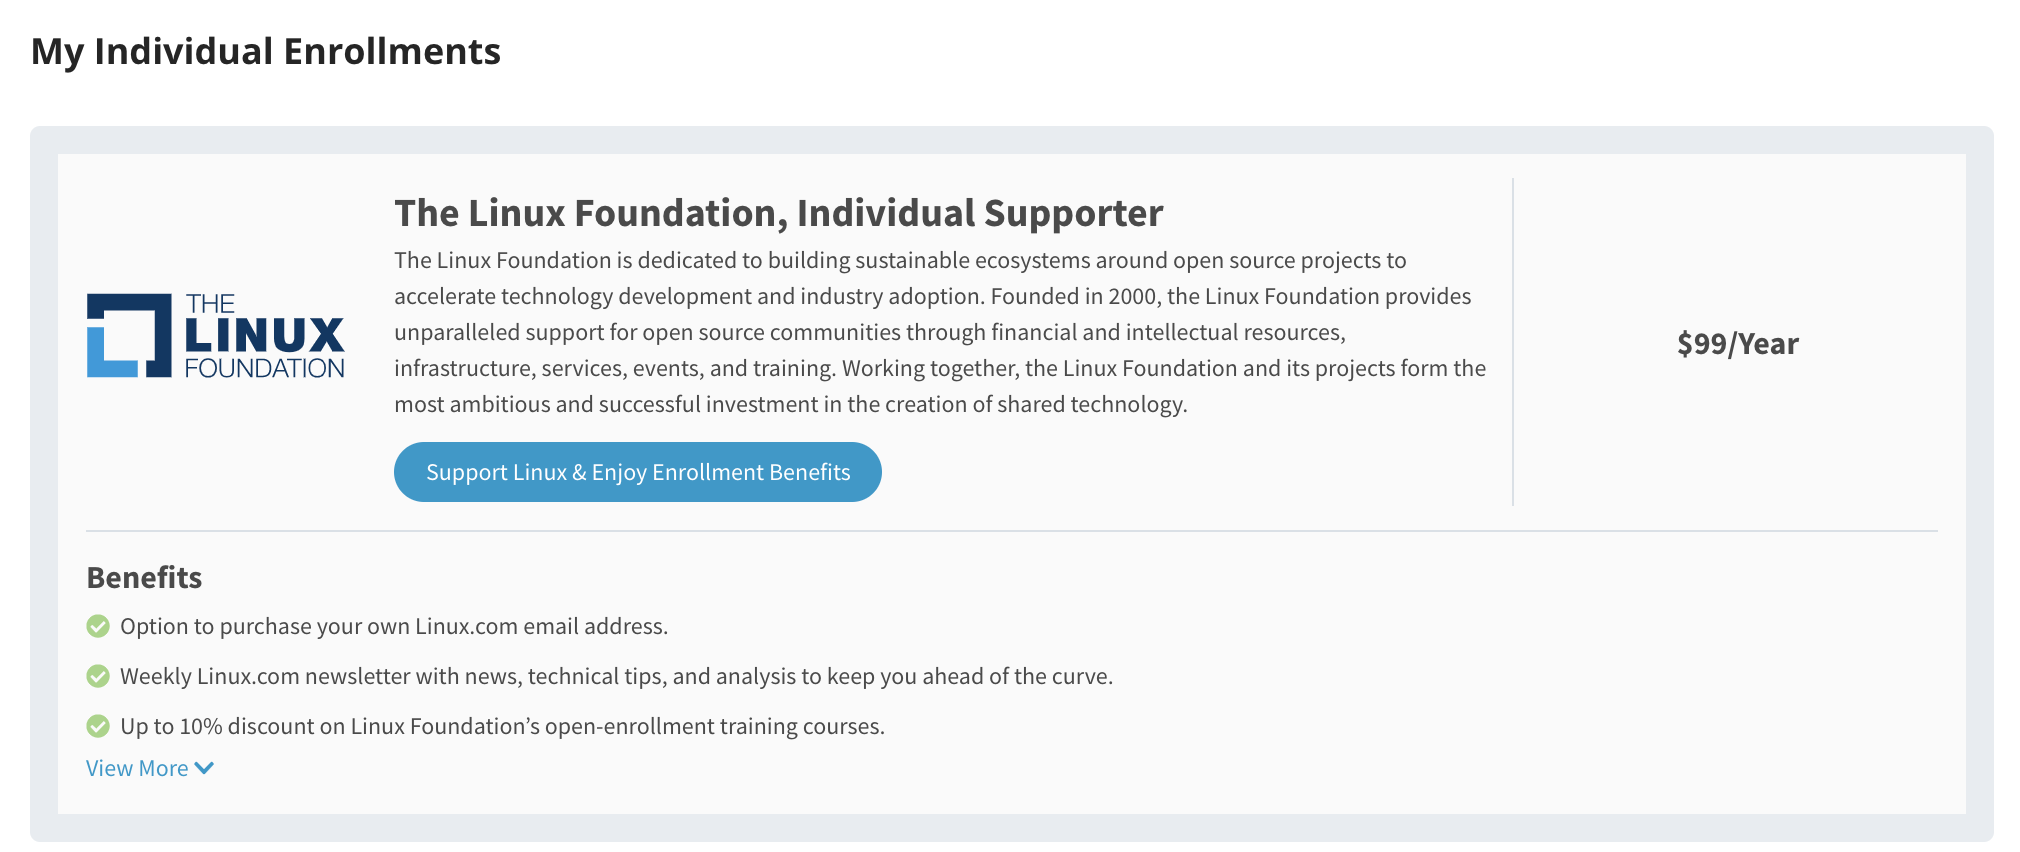 My Individual Enrollments
THE
LINUX
FOUNDATION
The Linux Foundation, Individual Supporter
The Linux Foundation is dedicated to building sustainable ecosystems around open source projects to
accelerate technology development and industry adoption. Founded in 2000, the Linux Foundation provides
unparalleled support for open source communities through financial and intellectual resources,
infrastructure, services, events, and training. Working together, the Linux Foundation and its projects form the
most ambitious and successful investment in the creation of shared technology.
Support Linux & Enjoy Enrollment Benefits
$99/Year
Benefits
Option to purchase your own Linux.com email address.
Weekly Linux.com newsletter with news, technical tips, and analysis to keep you ahead of the curve.
Up to 10% discount on Linux Foundation’s open-enrollment training courses.
View More